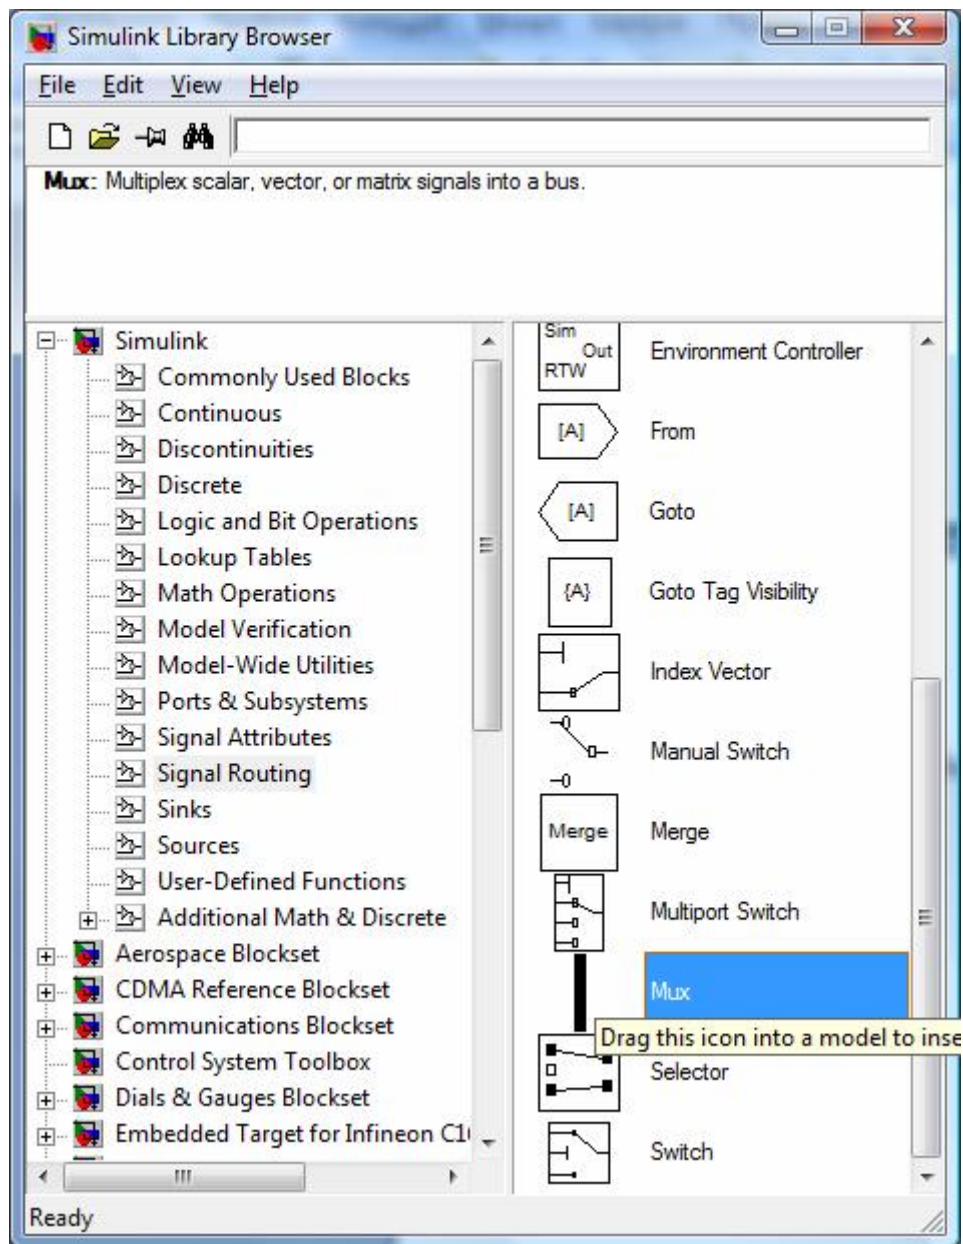 Simulink Library Browser
File Edit View Help
Mux: Multiplex scalar, vector, or matrix signals into a bus.
Simulink
Commonly Used Blocks
Continuous
Discontinuities
Discrete
Logic and Bit Operations
Lookup Tables
Math Operations
Model Verification
Model-Wide Utilities
Ports & Subsystems
Signal Attributes
Signal Routing
Sinks
Sources
User-Defined Functions
Additional Math & Discrete
Aerospace Blockset
CDMA Reference Blockset
Communications Blockset
Control System Toolbox
Dials & Gauges Blockset
Embedded Target for Infineon
Sim
Out
RTW
Environment Controller
[A]
From
[A]
Goto
{A}
Goto Tag Visibility
Index Vector
Manual Switch
Merge
Merge
Multiport Switch
Mux
Drag this icon into a model to
Selector
Switch
Ready